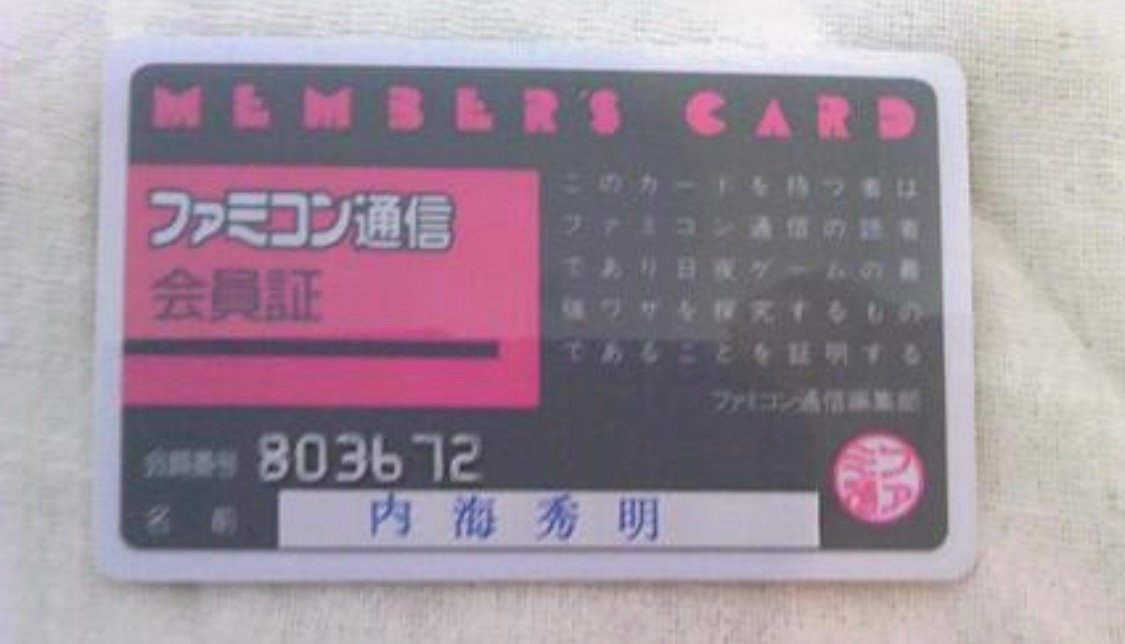 MEMBER'S CARD
ファミコン通信
会員証
このカードを持つ者は
ファミコン通信の読者
であり日夜ゲームの最
強ワザを探究するもの
であることを証明する
ファミコン通信編集部
会員番号 803672
名前 内海秀明
ファミ通